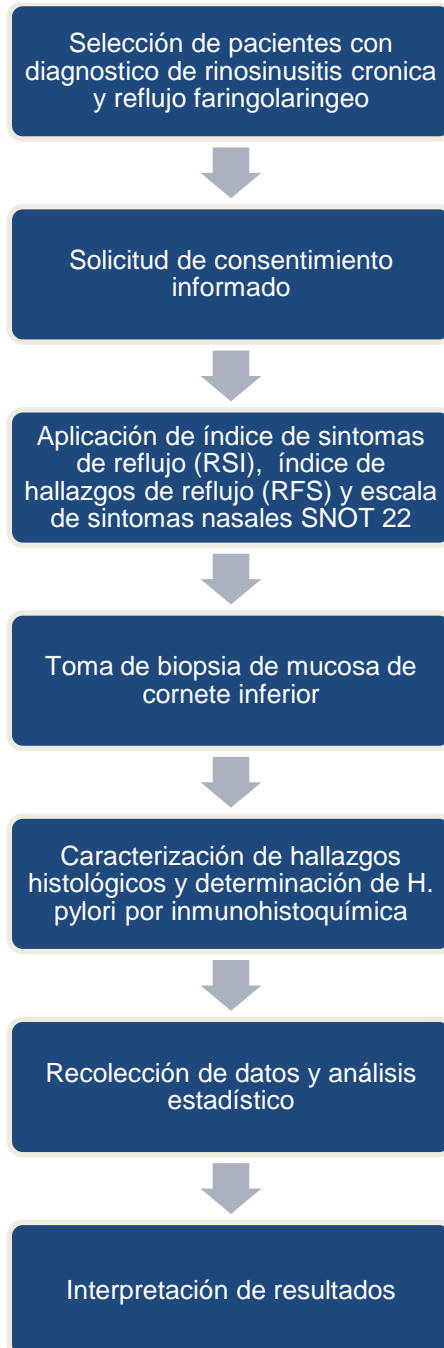 Selección de pacientes con
diagnostico de rinosinusitis cronica
y reflujo faringolaringeo
Solicitud de consentimiento
informado
Aplicación de índice de sintomas
de reflujo (RSI), índice de
hallazgos de reflujo (RFS) y escala
de sintomas nasales SNOT 22
Toma de biopsia de mucosa de
cornete inferior
Caracterización de hallazgos
histológicos y determinación de H.
pylori por inmunohistoquímica
Recolección de datos y análisis
estadístico
Interpretación de resultados